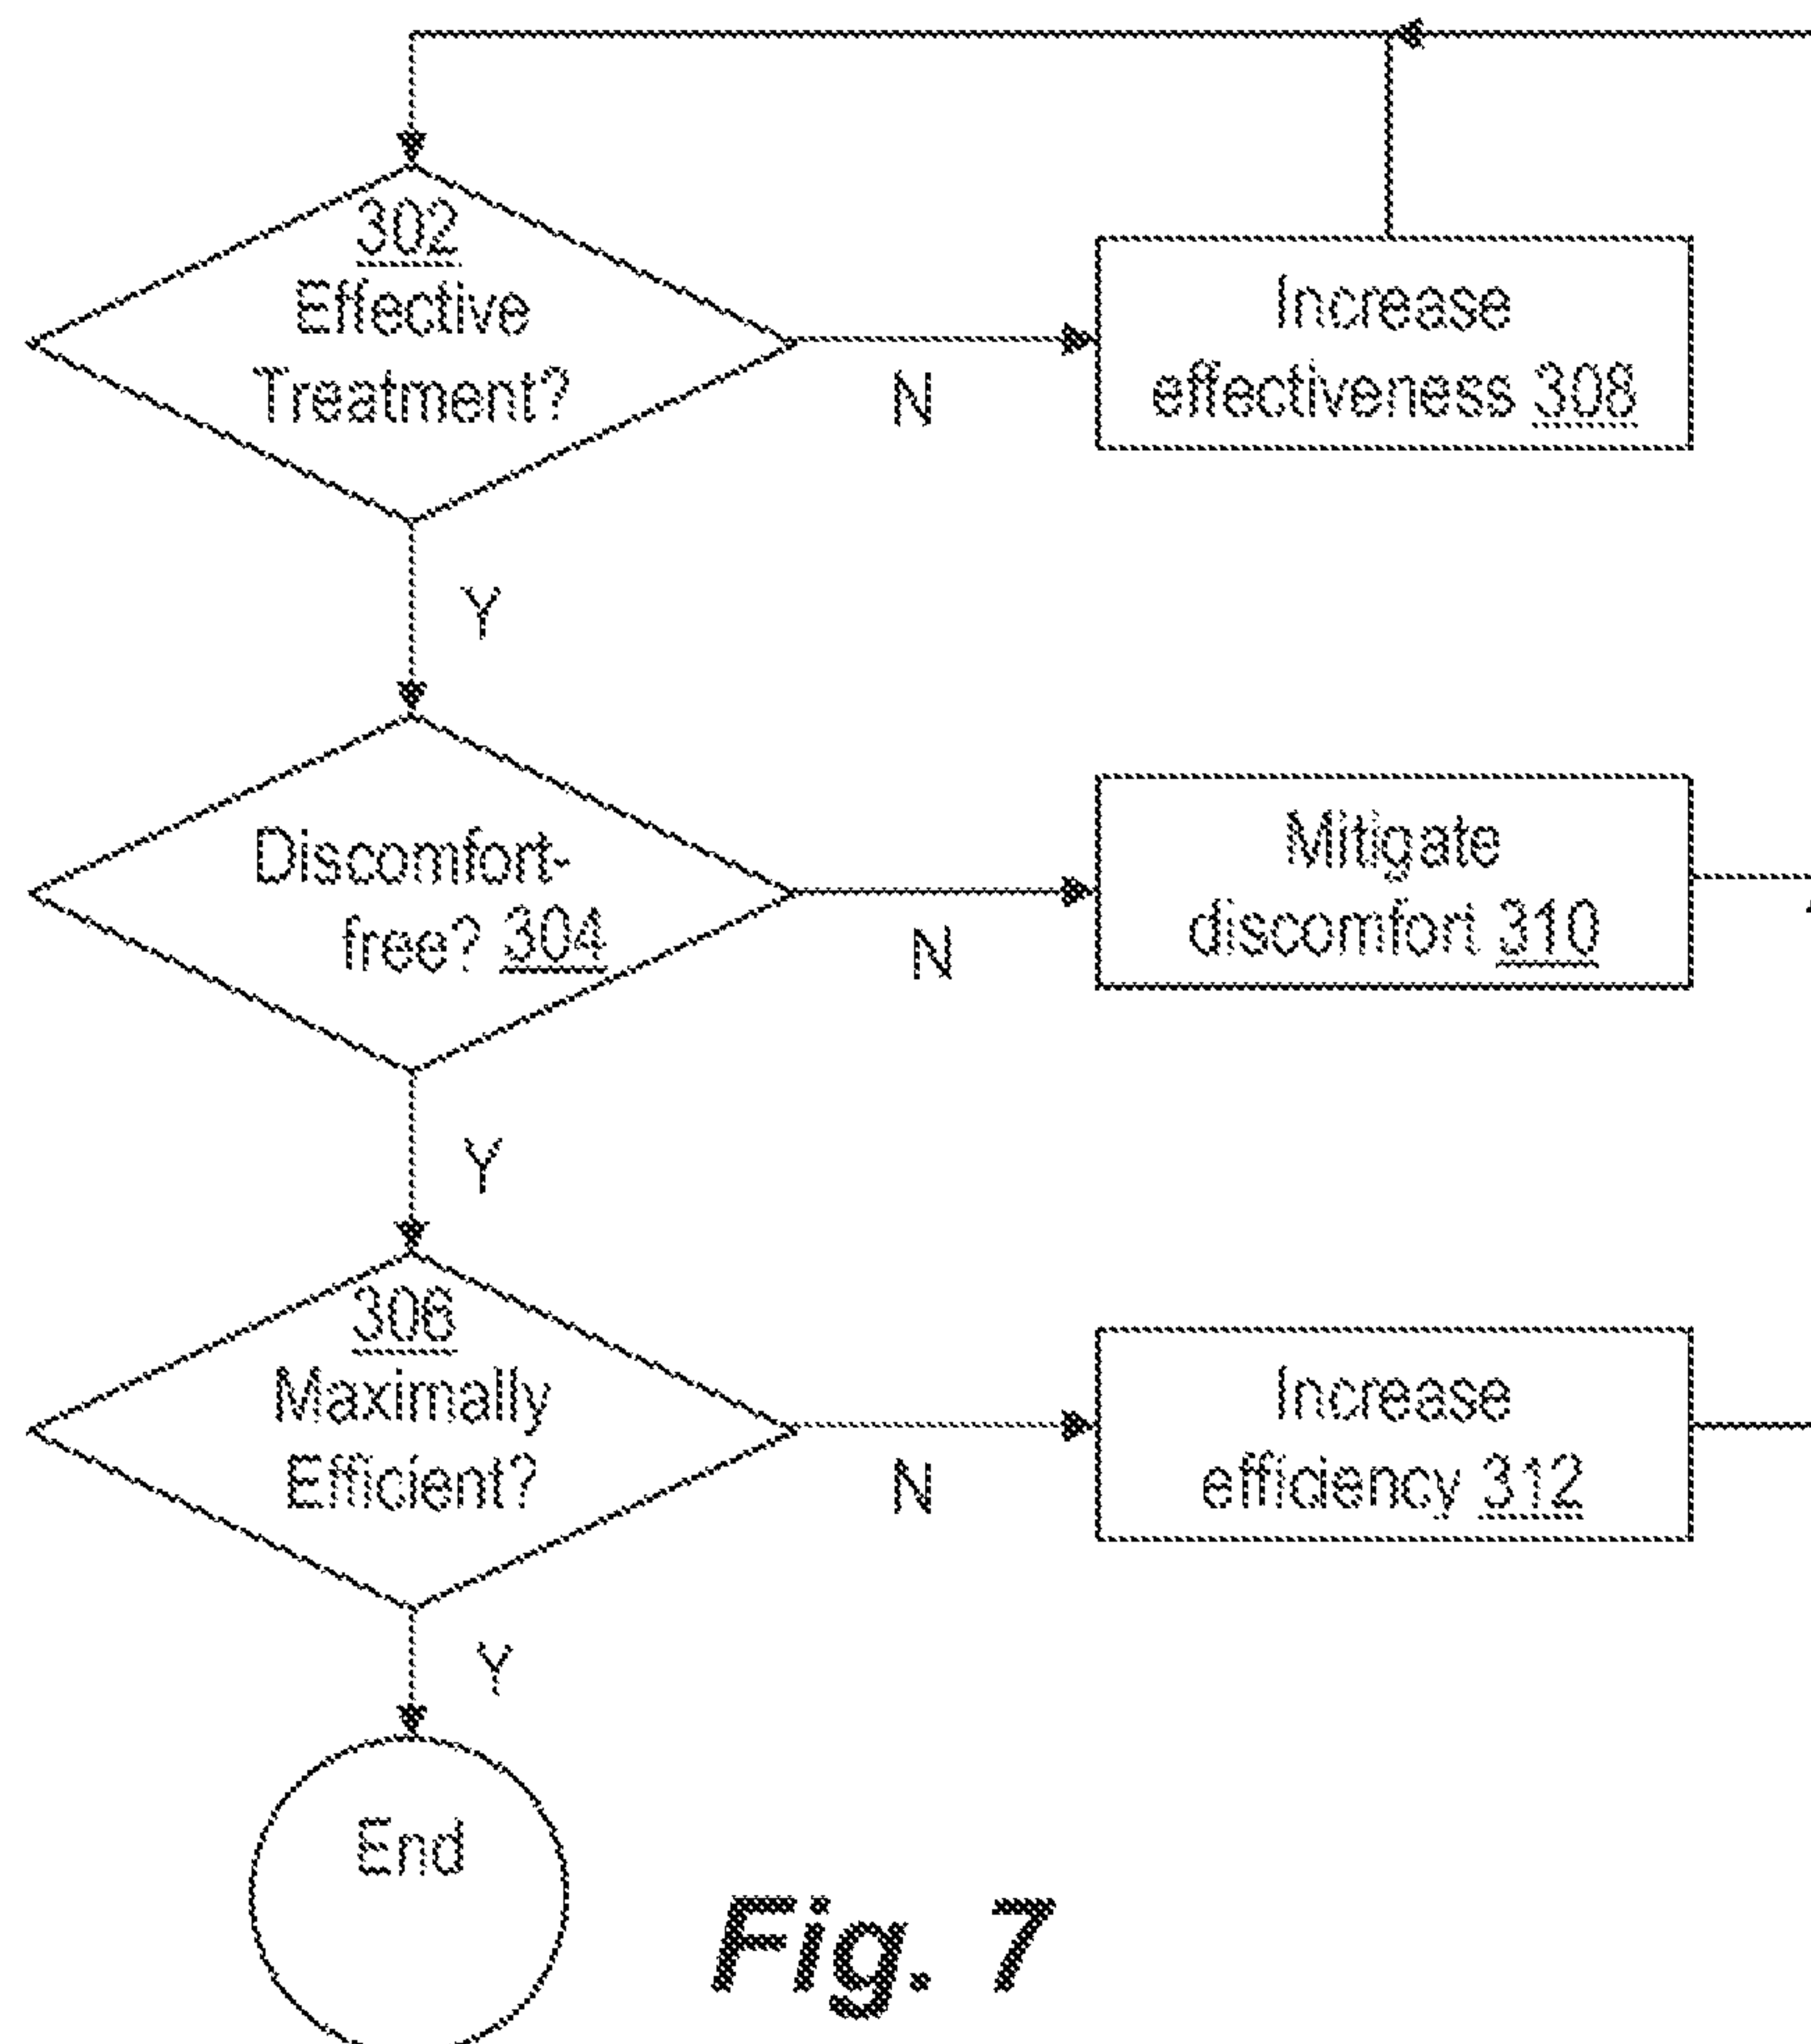 302
Effective
Treatment?
N
Increase
effectiveness 308
Y
Discomfort-
free? 304
N
Mitigate
discomfort 310
Y
306
Maximally
Efficient?
N
Increase
efficiency 312
Y
End
Fig. 7